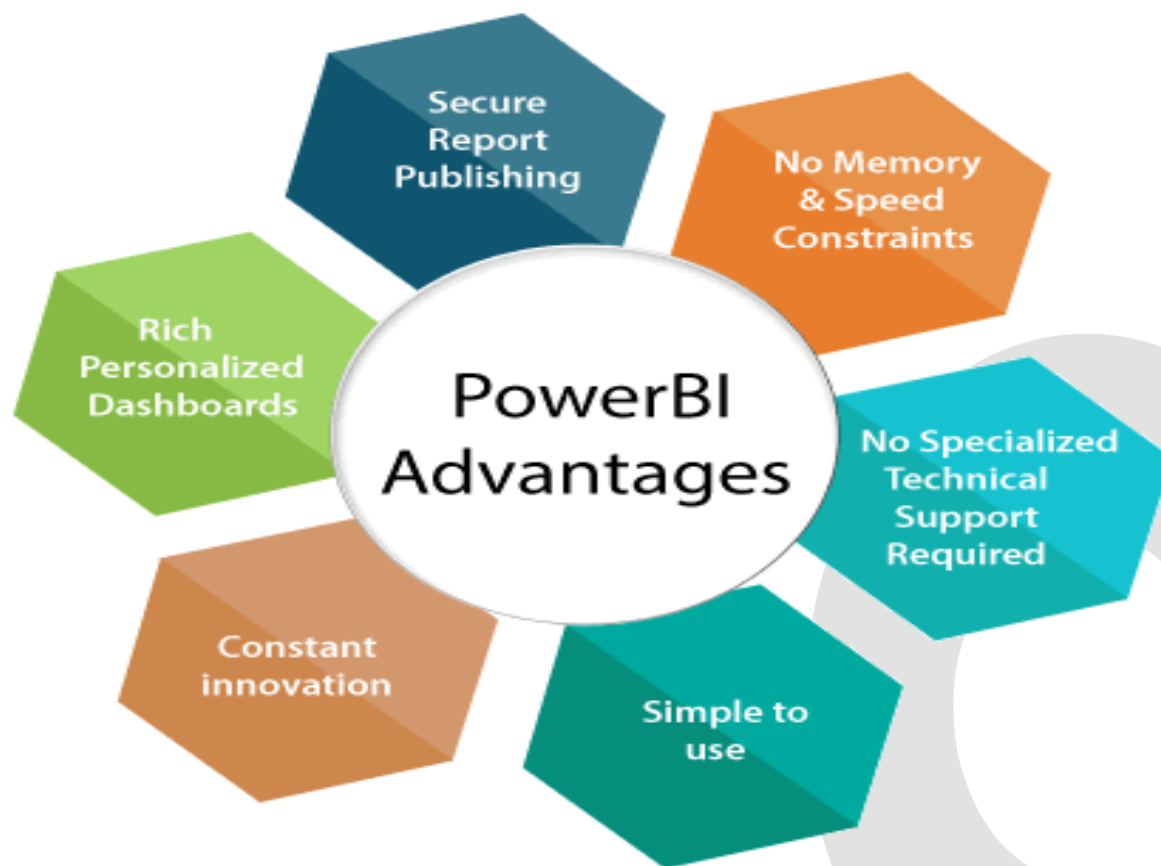 Secure
Report
Publishing
No Memory
& Speed
Constraints
Rich
Personalized
Dashboards
PowerBI
Advantages
No Specialized
Technical
Support
Required
Constant
innovation
Simple to
use